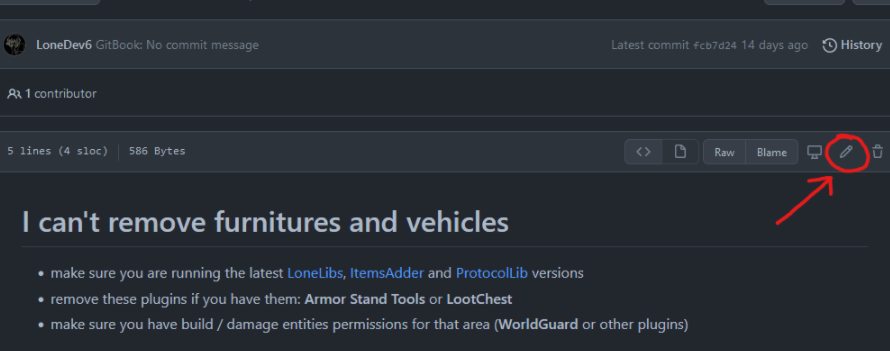 LoneDev6 GitBook: No commit message
Latest commit fcb7d24 14 days ago History
1 contributor
5 lines (4 sloc) 586 Bytes
Raw Blame
I can't remove furnitures and vehicles
• make sure you are running the latest LoneLibs, ItemsAdder and ProtocolLib versions
• remove these plugins if you have them: Armor Stand Tools or LootChest
• make sure you have build / damage entities permissions for that area (WorldGuard or other plugins)